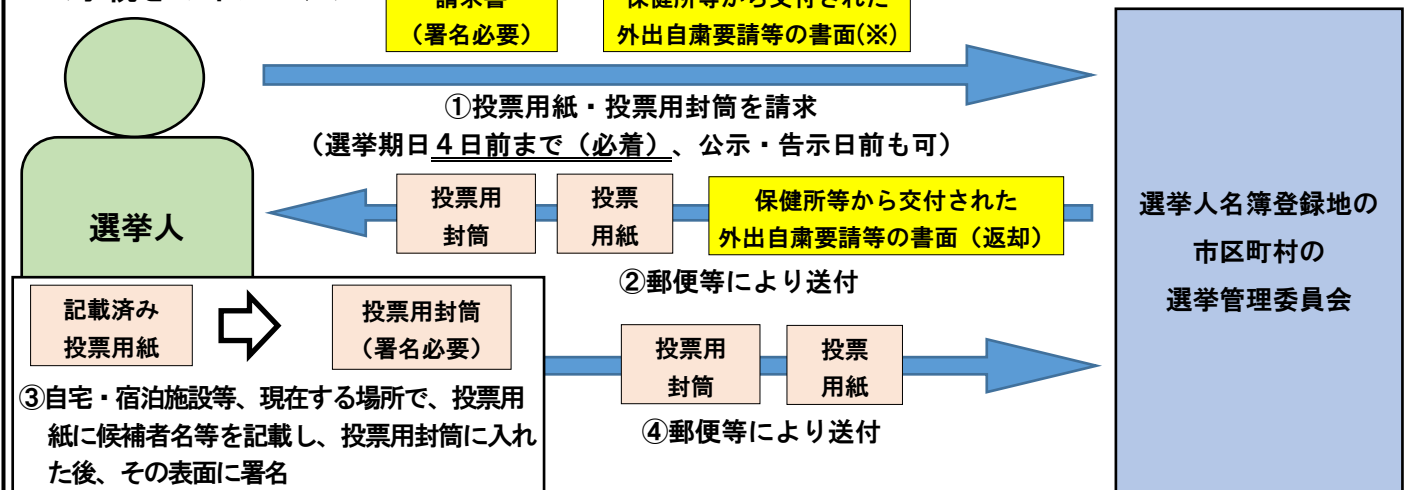 請求書
（署名必要）
保健所等から交付された
外出自粛要請等の書面(※)
①投票用紙・投票用封筒を請求
（選挙期日４日前まで（必着）、公示・告示日前も可）
選挙人
投票用
封筒
投票
用紙
保健所等から交付された
外出自粛要請等の書面（返却）
②郵便等により送付
選挙人名簿登録地の
市区町村の
選挙管理委員会
記載済み
投票用紙
投票用封筒
（署名必要）
③自宅・宿泊施設等、現在する場所で、投票用
紙に候補者名等を記載し、投票用封筒に入れ
た後、その表面に署名
投票用
封筒
投票
用紙
④郵便等により送付